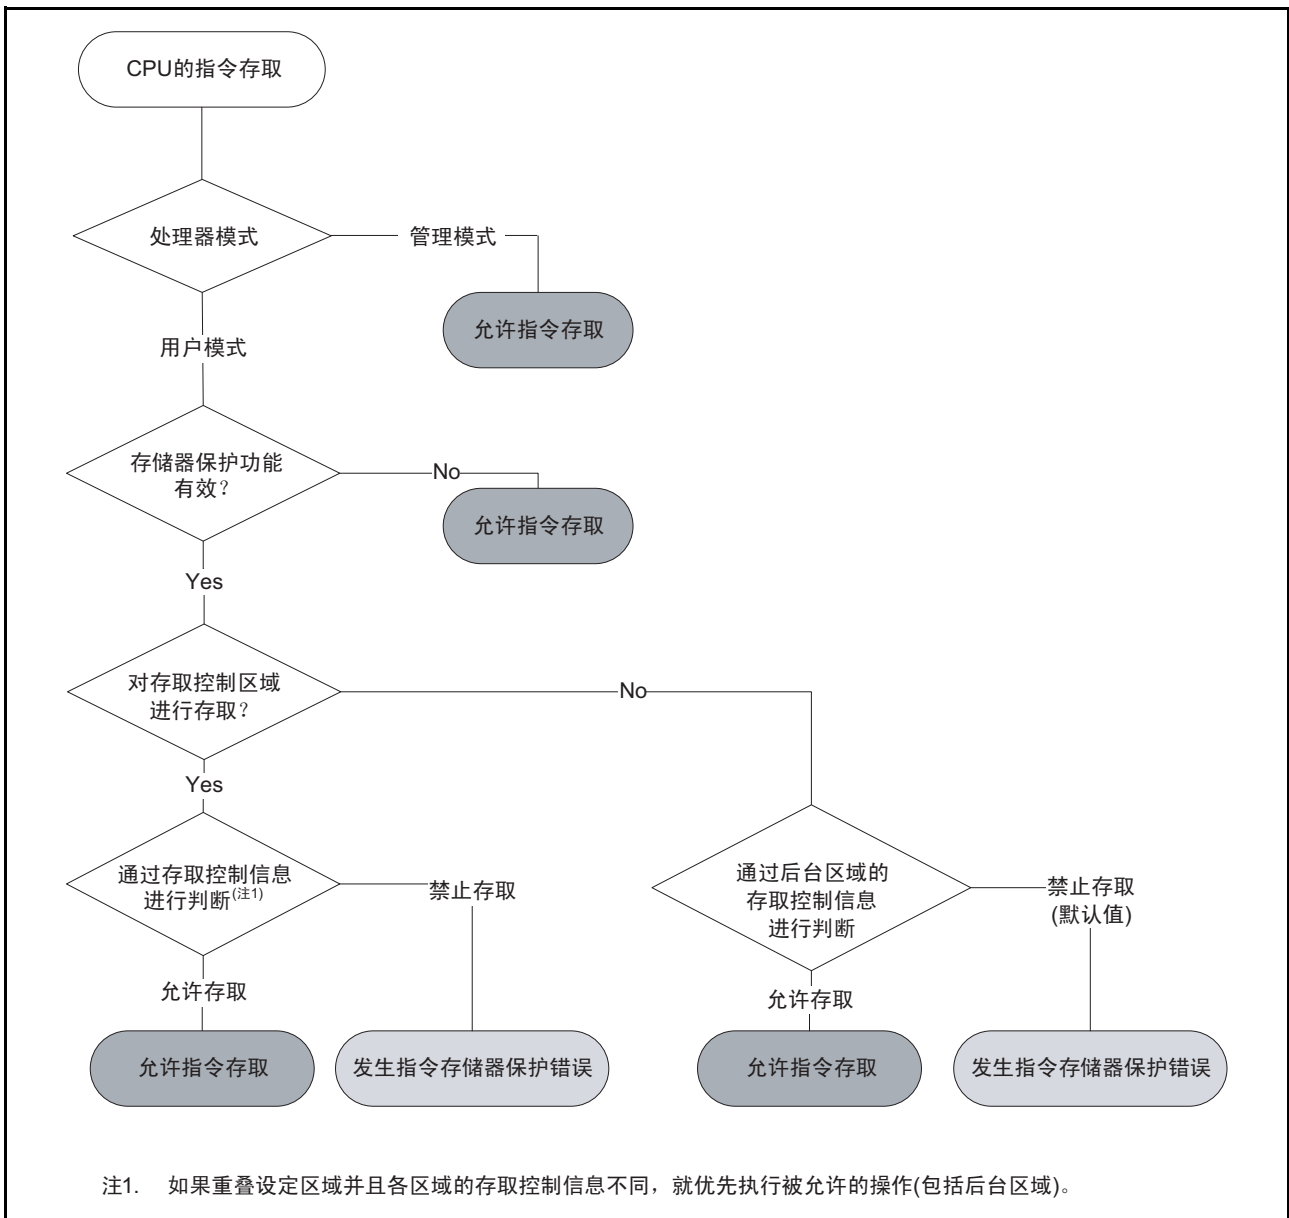 CPU的指令存取
处理器模式
管理模式
允许指令存取
用户模式
存储器保护功能
有效？
No
允许指令存取
Yes
对存取控制区域
进行存取？
No
Yes
通过存取控制信息
进行判断(注1)
禁止存取
通过后台区域的
存取控制信息
进行判断
禁止存取
(默认值)
允许存取
允许存取
允许指令存取
发生指令存储器保护错误
允许指令存取
发生指令存储器保护错误
注1. 如果重叠设定区域并且各区域的存取控制信息不同，就优先执行被允许的操作(包括后台区域)。